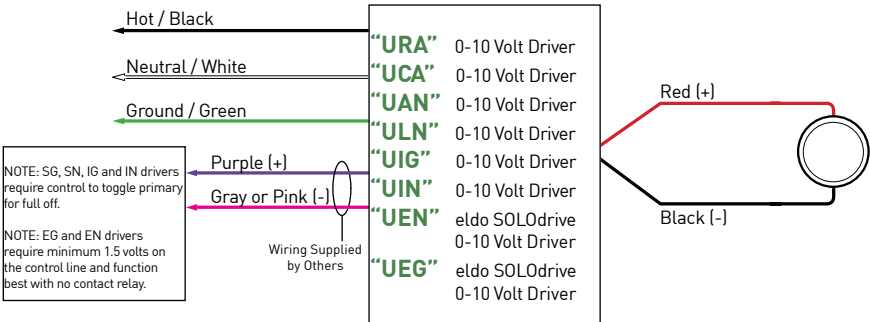 Hot / Black
Neutral / White
Ground / Green
NOTE: SG, SN, IG and IN drivers
require control to toggle primary
for full off.
NOTE: EG and EN drivers
require minimum 1.5 volts on
the control line and function
best with no contact relay.
Purple (+)
Gray or Pink (-)
Wiring Supplied
by Others
“URA” 0-10 Volt Driver
“UCA” 0-10 Volt Driver
“UAN” 0-10 Volt Driver
“ULN” 0-10 Volt Driver
“UIG” 0-10 Volt Driver
“UIN” 0-10 Volt Driver
“UEN” eldo SOLOdrive
0-10 Volt Driver
“UEG” eldo SOLOdrive
0-10 Volt Driver
Red (+)
Black (-)